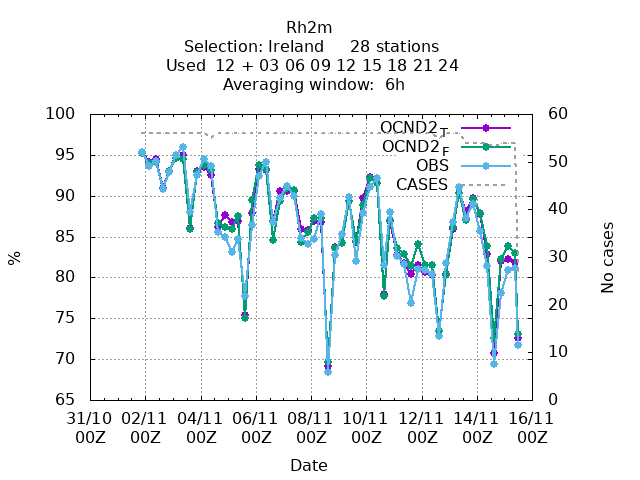 Rh2m
Selection: Ireland     28 stations
Used  12 + 03 06 09 12 15 18 21 24
Averaging window:  6h
100
95
90
85
80
75
70
65
%
60
50
40
30
20
10
0
No cases
OCND2_T
OCND2_F
OBS
CASES
31/10 02/11 04/11 06/11 08/11 10/11 12/11 14/11 16/11
00Z 00Z 00Z 00Z 00Z 00Z 00Z 00Z 00Z
Date